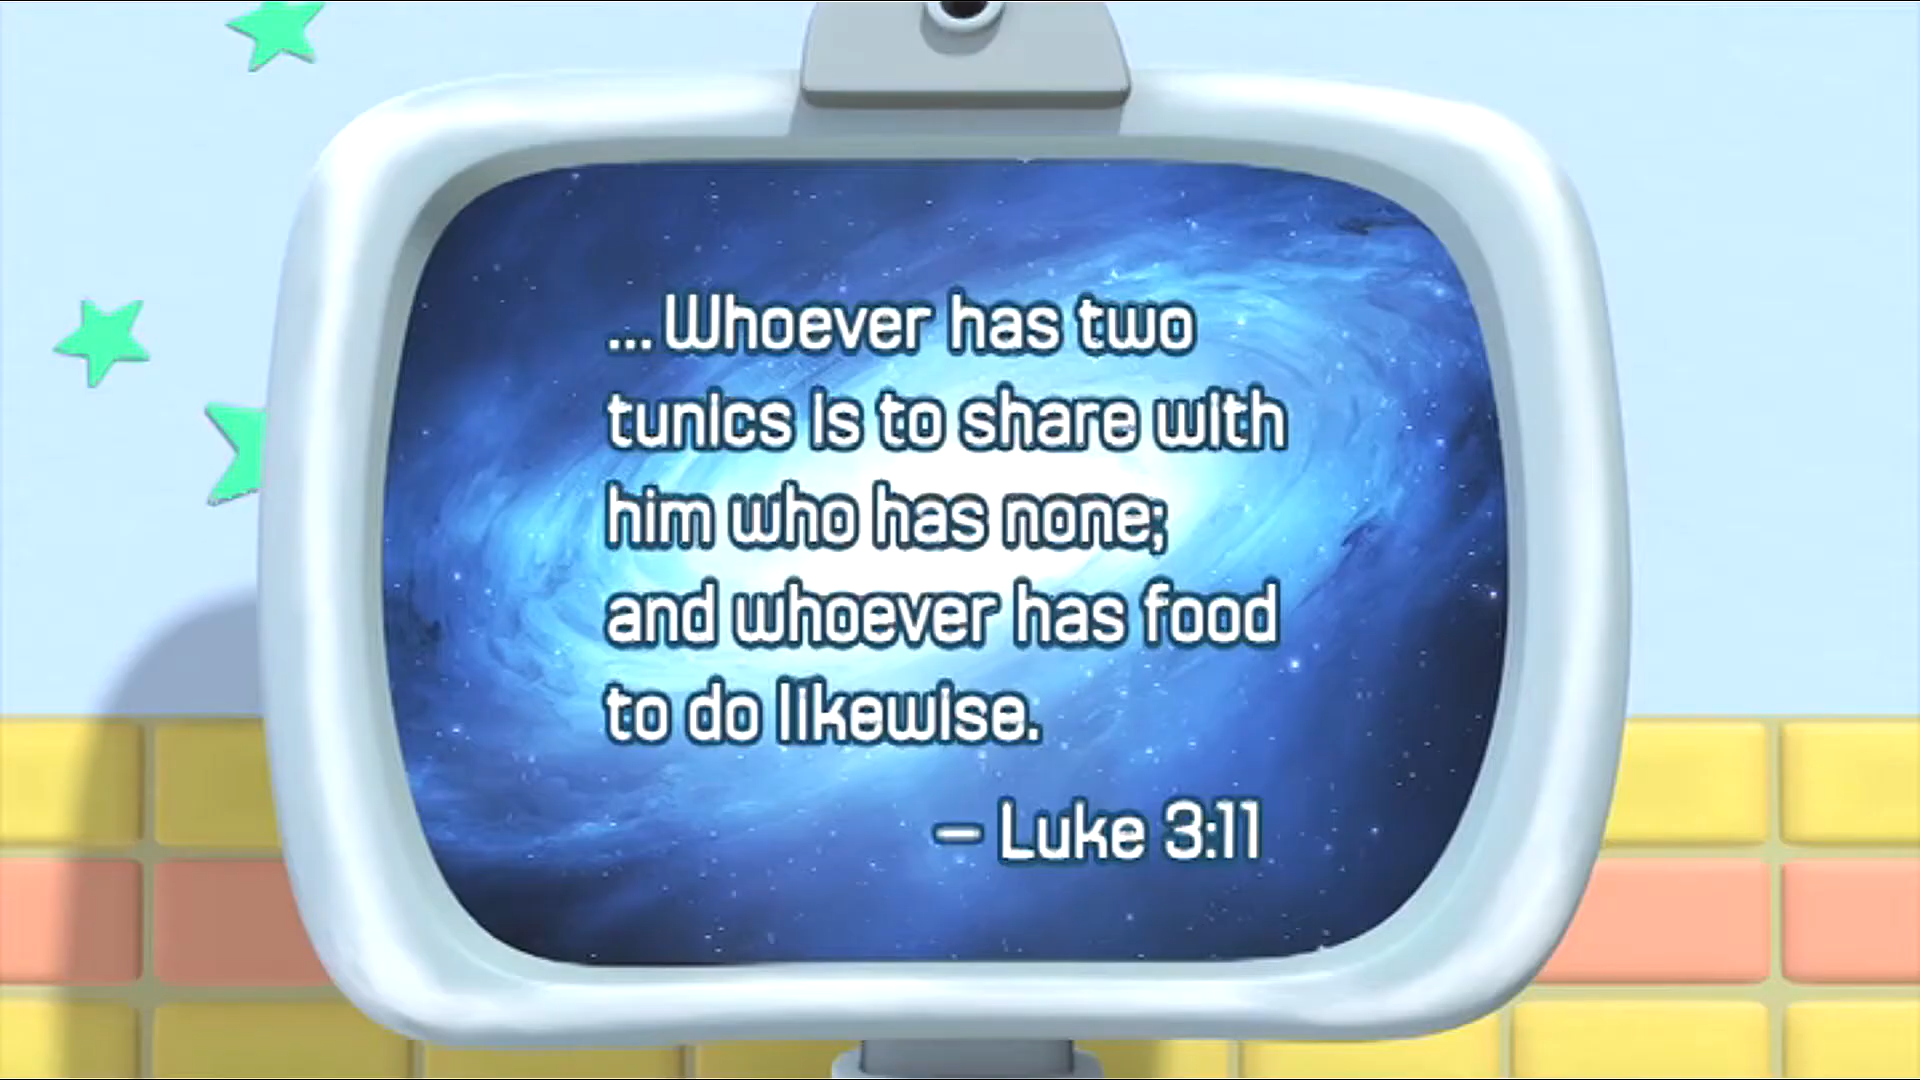 ... Whoever has two
tunics is to share with
him who has none;
and whoever has food
to do likewise.
– Luke 3:11